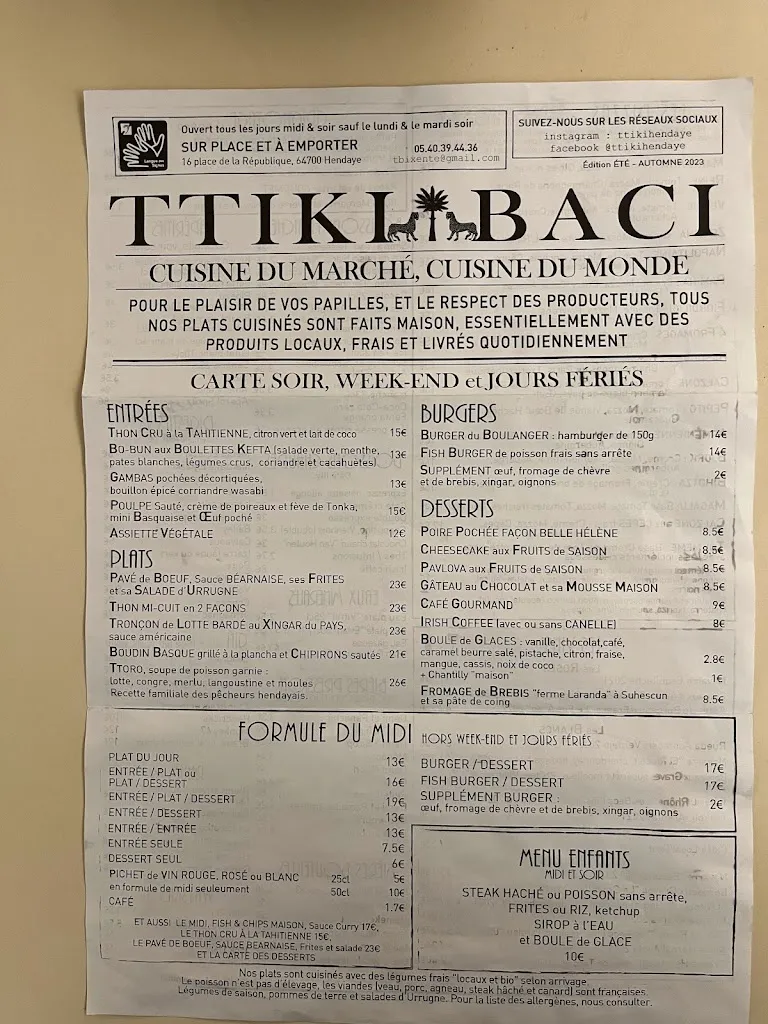 Langue des Signes
Ouvert tous les jours midi & soir sauf le lundi & le mardi soir
SUR PLACE ET À EMPORTER 05.40.39.44.36
16 place de la République, 64700 Hendaye tbixente@gmail.com
SUIVEZ-NOUS SUR LES RÉSEAUX SOCIAUX
instagram : ttikihendaye
facebook @ttikihendaye
Édition ÉTÉ - AUTOMNE 2023
TTIKI BACI
CUISINE DU MARCHÉ, CUISINE DU MONDE
POUR LE PLAISIR DE VOS PAPILLES, ET LE RESPECT DES PRODUCTEURS, TOUS
NOS PLATS CUISINÉS SONT FAITS MAISON, ESSENTIELLEMENT AVEC DES
PRODUITS LOCAUX, FRAIS ET LIVRÉS QUOTIDIENNEMENT
CARTE SOIR, WEEK-END et JOURS FÉRIÉS
ENTRÉES
THON CRU à la TAHITIENNE, citron vert et lait de coco 15€
BO-BUN aux BOULETTES KEFTA (salade verte, menthe,
pates blanches, légumes crus, coriandre et cacahuètes) 13€
GAMBAS pochées décortiquées,
bouillon épicé corriandre wasabi 13€
POULPE Sauté, crème de poireaux et fève de Tonka,
mini Basquaise et Œuf poché 15€
ASSIETTE VÉGÉTALE 12€
PLATS
PAVÉ de BOEUF, Sauce BÉARNAISE, ses FRITES
et sa SALADE d'URRUGNE 23€
THON MI-CUIT en 2 FACONS 23€
TRONÇON de LOTTE BARDÉ au XINGAR du PAYS,
sauce américaine 23€
BOUDIN BASQUE grillé à la plancha et CHIPIRONS sautés 21€
TTORO, soupe de poisson garnie :
lotte, congre, merlu, langoustine et moules
Recette familiale des pêcheurs hendayais. 26€
BURGERS
BURGER du BOULANGER : hamburger de 150g 14€
FISH BURGER de poisson frais sans arrête 14€
SUPPLÉMENT œuf, fromage de chèvre
et de brebis, xingar, oignons 2€
DESSERTS
POIRE POCHÉE FAÇON BELLE HÉLÈNE 8.5€
CHEESECAKE aux FRUITS de SAISON 8.5€
PAVLOVA aux FRUITS de SAISON 8.5€
GÂTEAU au CHOCOLAT et sa MOUSSE MAISON 8.5€
CAFÉ GOURMAND 9€
IRISH COFFEE (avec ou sans CANELLE) 8€
BOULE de GLACES : vanille, chocolat,café,
caramel beurre salé, pistache, citron, fraise,
mangue, cassis, noix de coco 2.8€
+ Chantilly "maison" 1€
FROMAGE de BREBIS "ferme Laranda" à Suhescun
et sa pâte de coing 8.5€
FORMULE DU MIDI HORS WEEK-END ET JOURS FÉRIÉS
PLAT DU JOUR 13€
ENTRÉE / PLAT ou
PLAT / DESSERT 16€
ENTRÉE / PLAT / DESSERT 19€
ENTRÉE / DESSERT 13€
ENTRÉE / ENTRÉE 13€
ENTRÉE SEULE 7.5€
DESSERT SEUL 6€
PICHET de VIN ROUGE, ROSÉ ou BLANC 25cl 5€
en formule de midi seuleument 50cl 10€
CAFÉ 1.7€
ET AUSSI LE MIDI, FISH & CHIPS MAISON, Sauce Curry 17€,
LE THON CRU À LA TAHITIENNE 15€,
LE PAVÉ DE BOEUF, SAUCE BÉARNAISE, Frites et salade 23€
ET LA CARTE DES DESSERTS
BURGER / DESSERT 17€
FISH BURGER / DESSERT 17€
SUPPLÉMENT BURGER :
œuf, fromage de chèvre et de brebis, xingar, oignons 2€
MENU ENFANTS
MIDI ET SOIR
STEAK HACHÉ ou POISSON sans arrête,
FRITES ou RIZ, ketchup
SIROP à L'EAU
et BOULE de GLACE
10€
Nos plats sont cuisinés avec des légumes frais "locaux et bio" selon arrivage.
Le poisson n'est pas d'élevage, les viandes (veau, porc, agneau, steak hâché et canard) sont françaises.
Légumes de saison, pommes de terre et salades d'Urrugne. Pour la liste des allergènes, nous consulter.